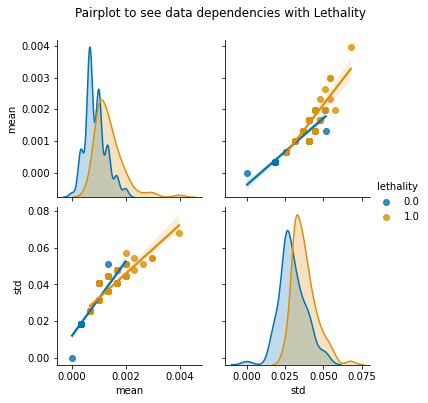 Pairplot to see data dependencies with Lethality
0.004
0.003
0.002
0.001
0.000
mean
lethality
0.0
1.0
0.08
0.06
0.04
0.02
0.00
std
0.000 0.002 0.004
mean
0.000 0.025 0.050 0.075
std